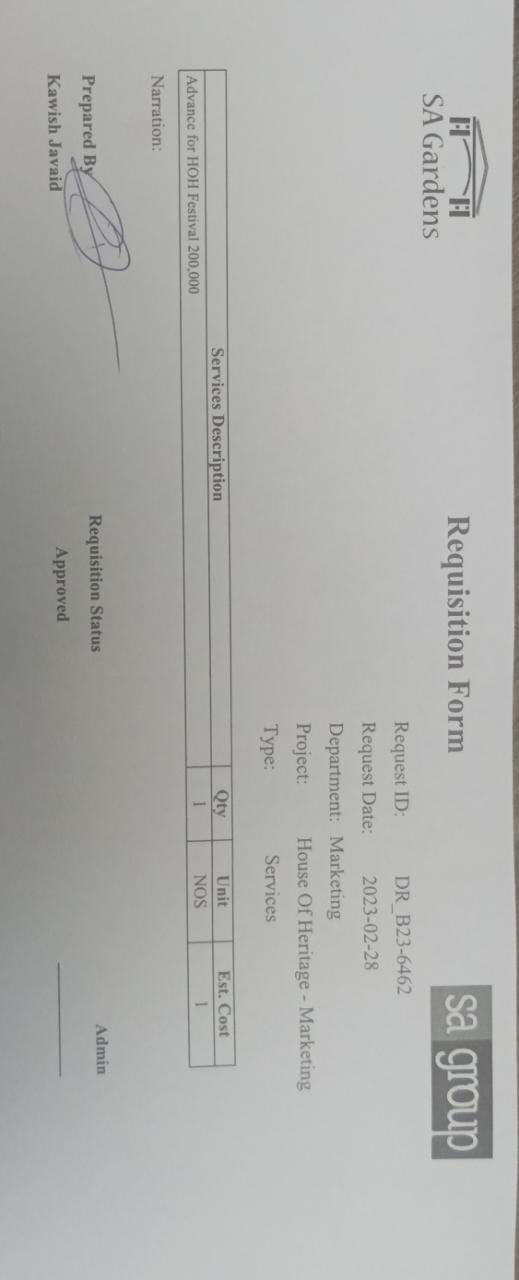 SA Gardens
Requisition Form
sa group
Request ID: DR_B23-6462
Request Date: 2023-02-28
Department: Marketing
Project: House Of Heritage - Marketing
Type: Services
Services Description Qty Unit Est. Cost
Advance for HOH Festival 200,000 1 NOS 1
Narration:
Prepared By Requisition Status Admin
Kawish Javaid Approved